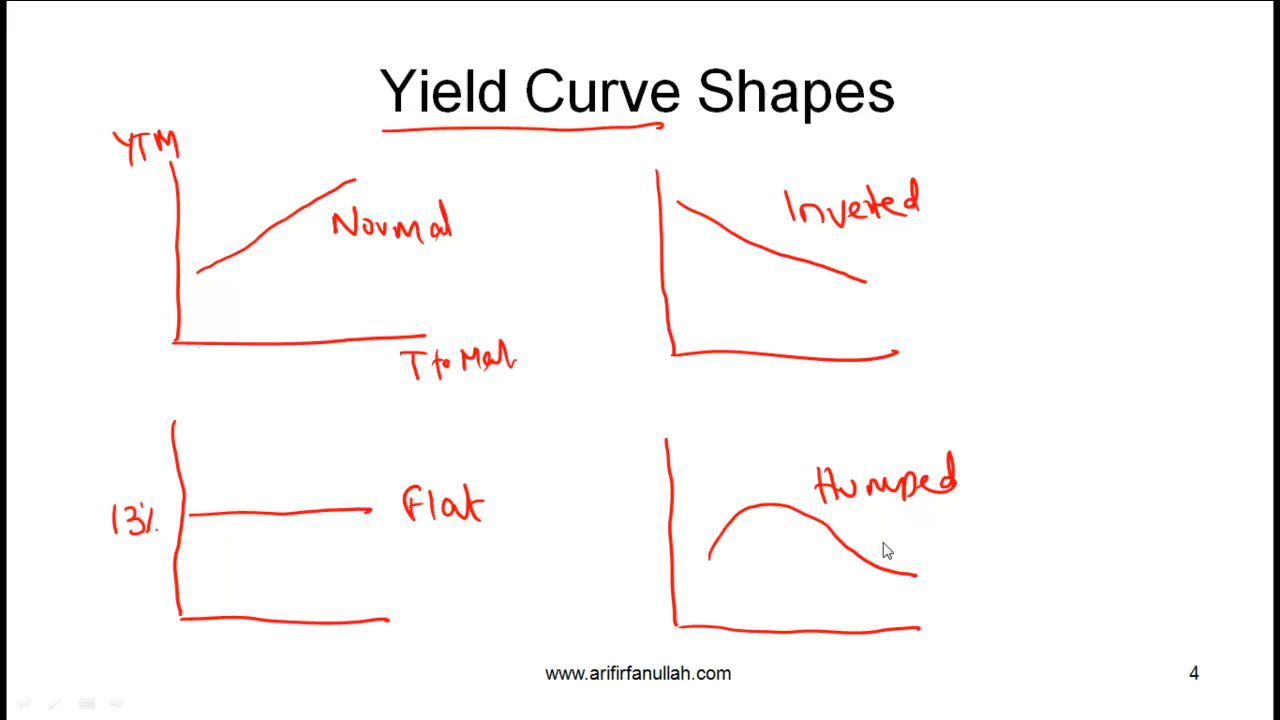 Yield Curve Shapes
YTM
Normal
T to Mat
Inverted
13%
Flat
Humped
www.arifirfanullah.com
4